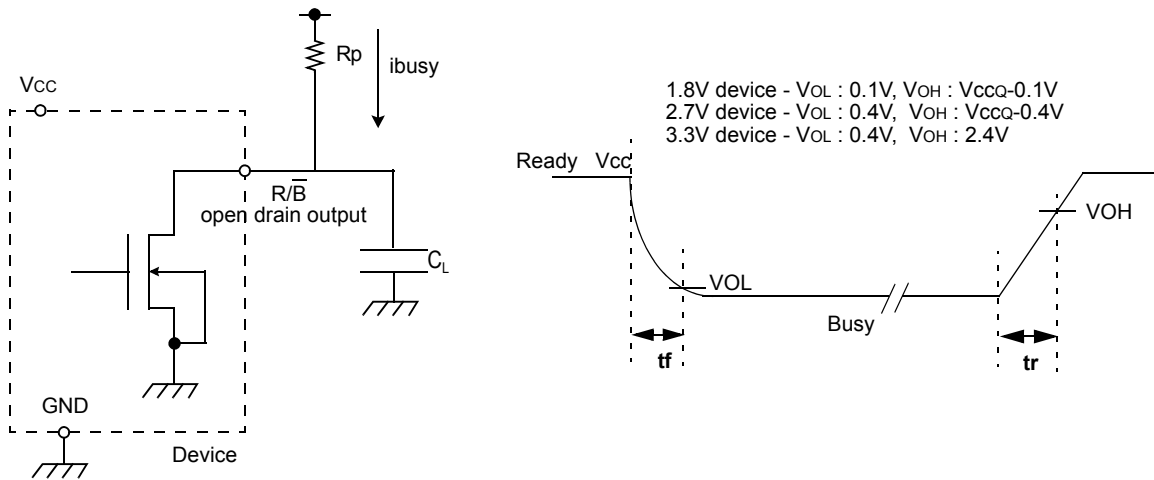 Rp
ibusy
VCC
R/B̅
open drain output
CL
GND
Device
1.8V device - VOL : 0.1V, VOH : VCCQ-0.1V
2.7V device - VOL : 0.4V, VOH : VCCQ-0.4V
3.3V device - VOL : 0.4V, VOH : 2.4V
Ready Vcc
VOH
VOL
Busy
tf
tr